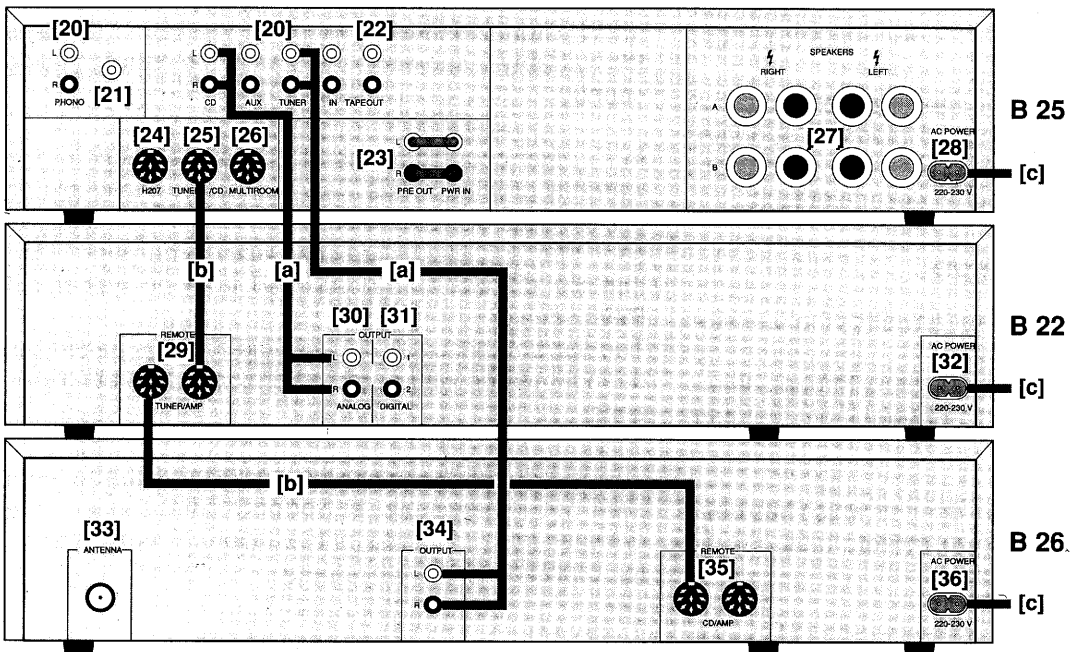 [20] [20] [22]
L L
R [21] R
PHONO CD AUX TUNER IN TAPEOUT
SPEAKERS
RIGHT LEFT
A
B
[27]
B 25
AC POWER
[28]
[c]
220-230 V
[24] [25] [26]
H207 TUNER /CD MULTIROOM
L
[23]
R
PRE OUT PWR IN
[b] [a] [a]
B 22
REMOTE
[29]
TUNER/AMP
[30] [31]
OUTPUT
L 1
R 2
ANALOG DIGITAL
AC POWER
[32]
[c]
220-230 V
[b]
B 26
[33]
ANTENNA
[34]
OUTPUT
L
R
REMOTE
[35]
CD/AMP
AC POWER
[36]
[c]
220-230 V